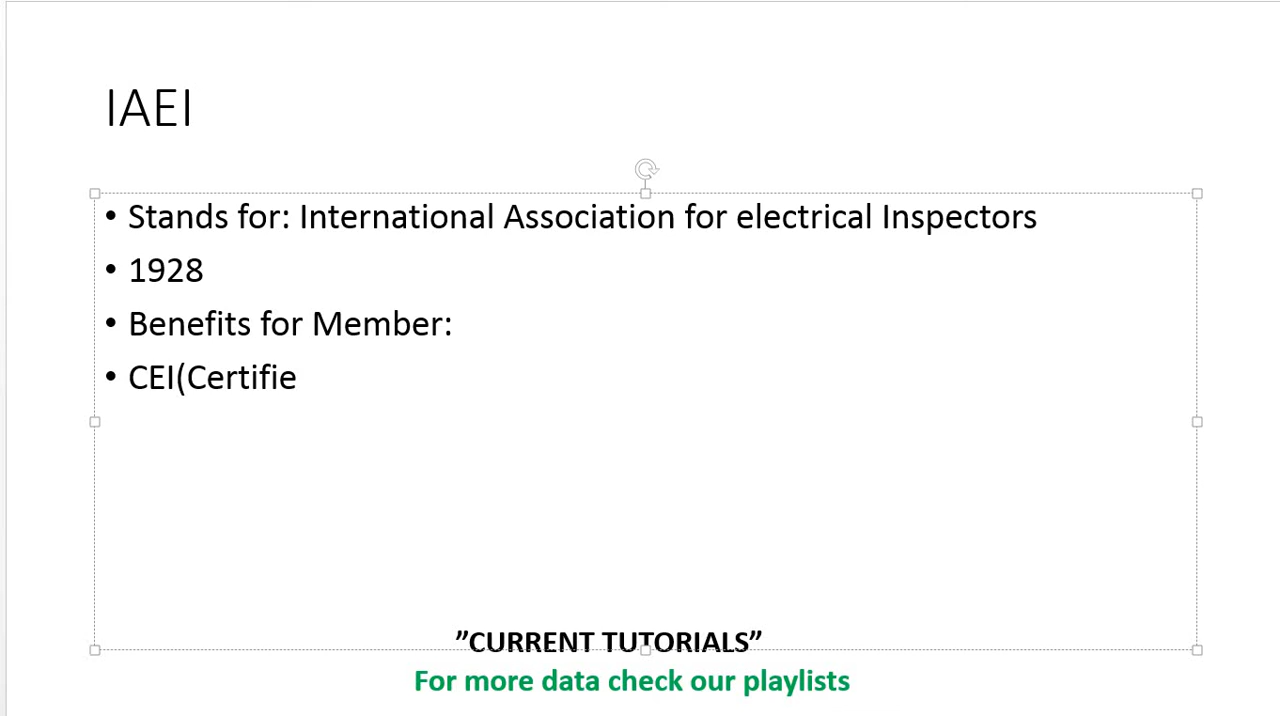 IAEI
• Stands for: International Association for electrical Inspectors
• 1928
• Benefits for Member:
• CEI(Certifie
”CURRENT TUTORIALS”
For more data check our playlists